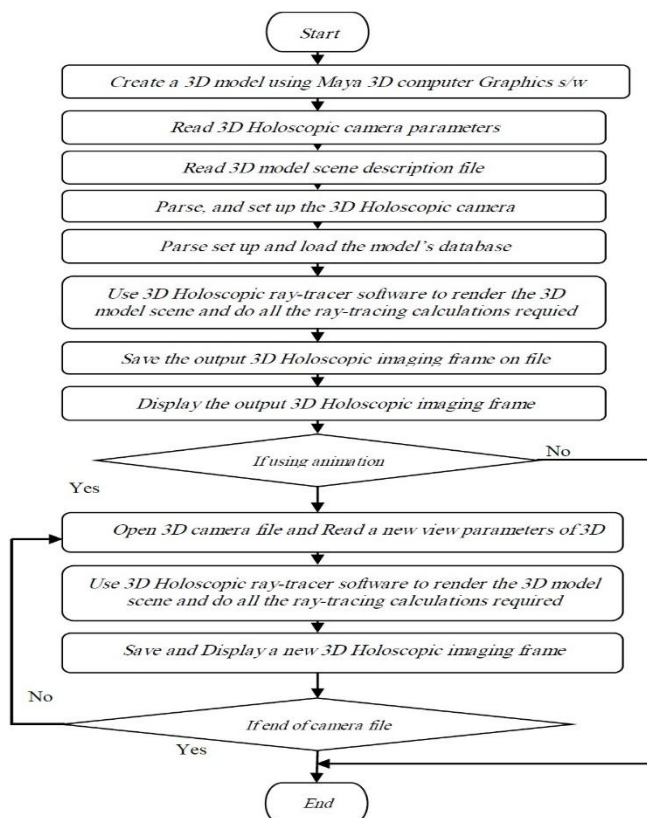 Start
Create a 3D model using Maya 3D computer Graphics s/w
Read 3D Holoscopic camera parameters
Read 3D model scene description file
Parse, and set up the 3D Holoscopic camera
Parse set up and load the model's database
Use 3D Holoscopic ray-tracer software to render the 3D
model scene and do all the ray-tracing calculations requied
Save the output 3D Holoscopic imaging frame on file
Display the output 3D Holoscopic imaging frame
If using animation
No
Yes
Open 3D camera file and Read a new view parameters of 3D
Use 3D Holoscopic ray-tracer software to render the 3D model
scene and do all the ray-tracing calculations required
Save and Display a new 3D Holoscopic imaging frame
No
If end of camera file
Yes
End